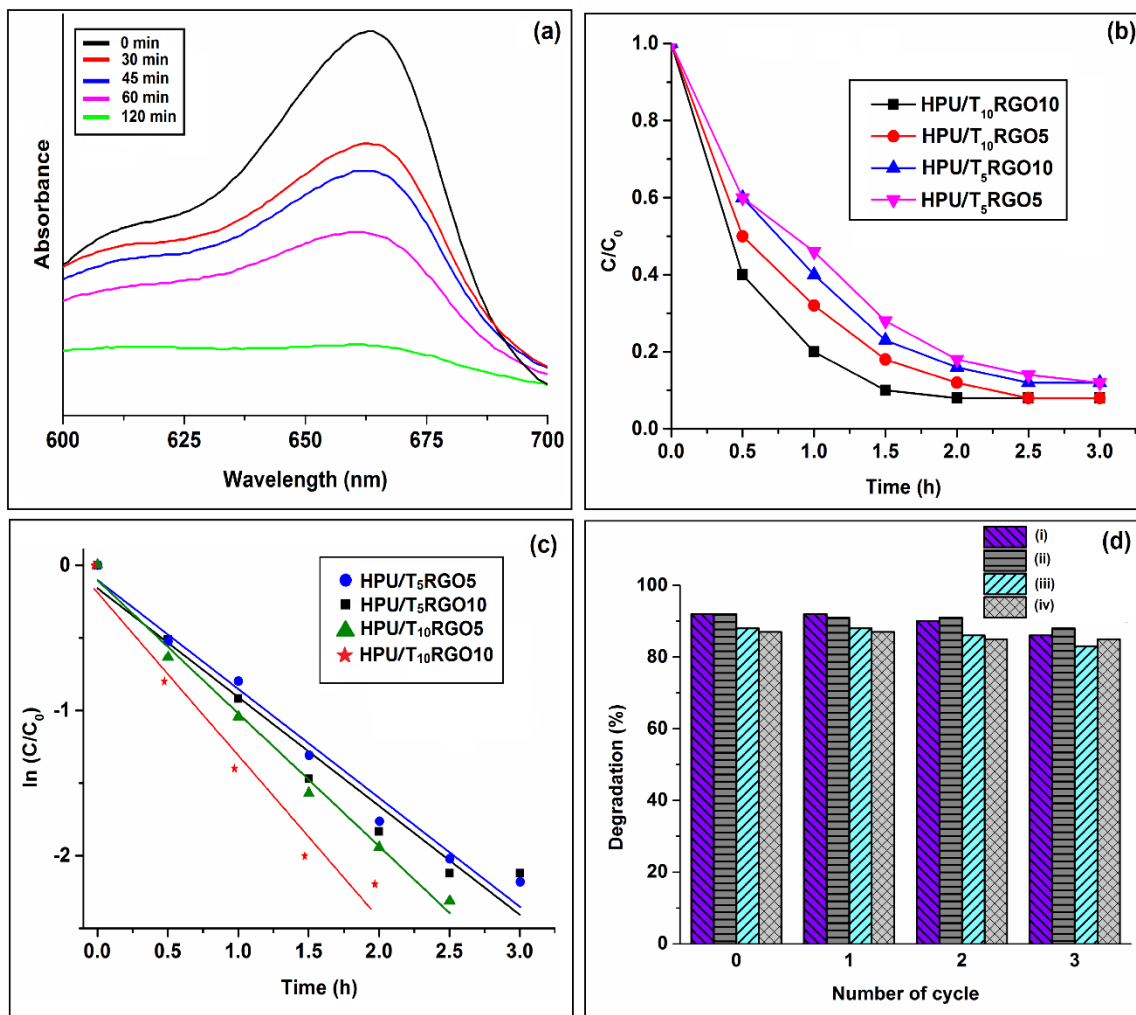 (a)
0 min
30 min
45 min
60 min
120 min
Absorbance
600
625
650
675
700
Wavelength (nm)
(b)
HPU/T₁₀RGO10
HPU/T₁₀RGO5
HPU/T₅RGO10
HPU/T₅RGO5
C/C₀
1.0
0.8
0.6
0.4
0.2
0.0
0.0 0.5 1.0 1.5 2.0 2.5 3.0
Time (h)
(c)
HPU/T₅RGO5
HPU/T₅RGO10
HPU/T₁₀RGO5
HPU/T₁₀RGO10
ln (C/C₀)
0
-1
-2
0.0 0.5 1.0 1.5 2.0 2.5 3.0
Time (h)
(d)
(i)
(ii)
(iii)
(iv)
Degradation (%)
100
80
60
40
20
0
0 1 2 3
Number of cycle